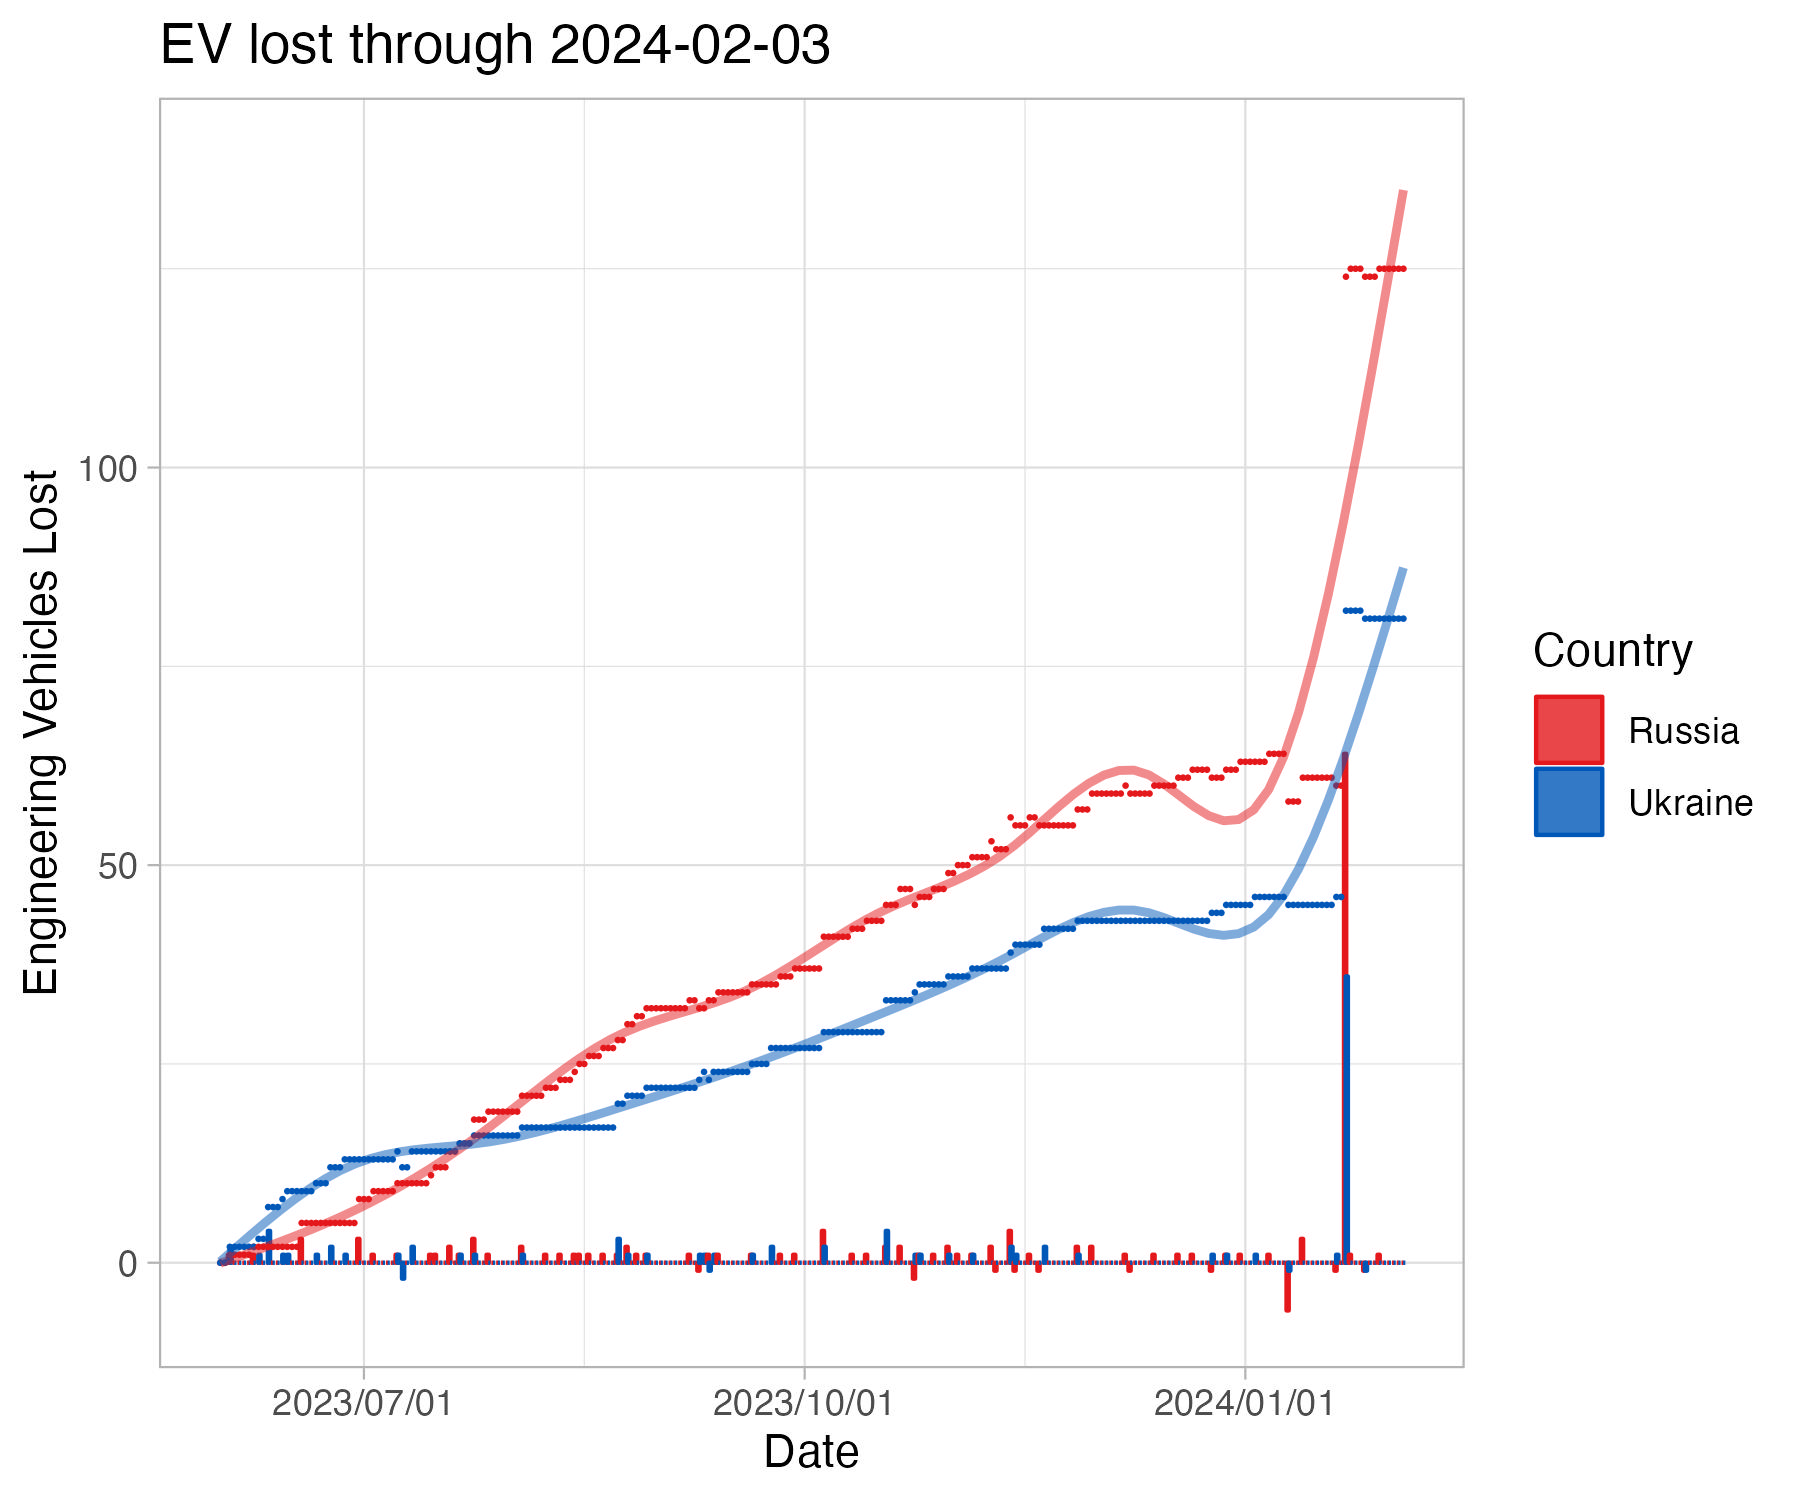 EV lost through 2024-02-03
Engineering Vehicles Lost
100
50
0
2023/07/01
2023/10/01
2024/01/01
Date
Country
Russia
Ukraine